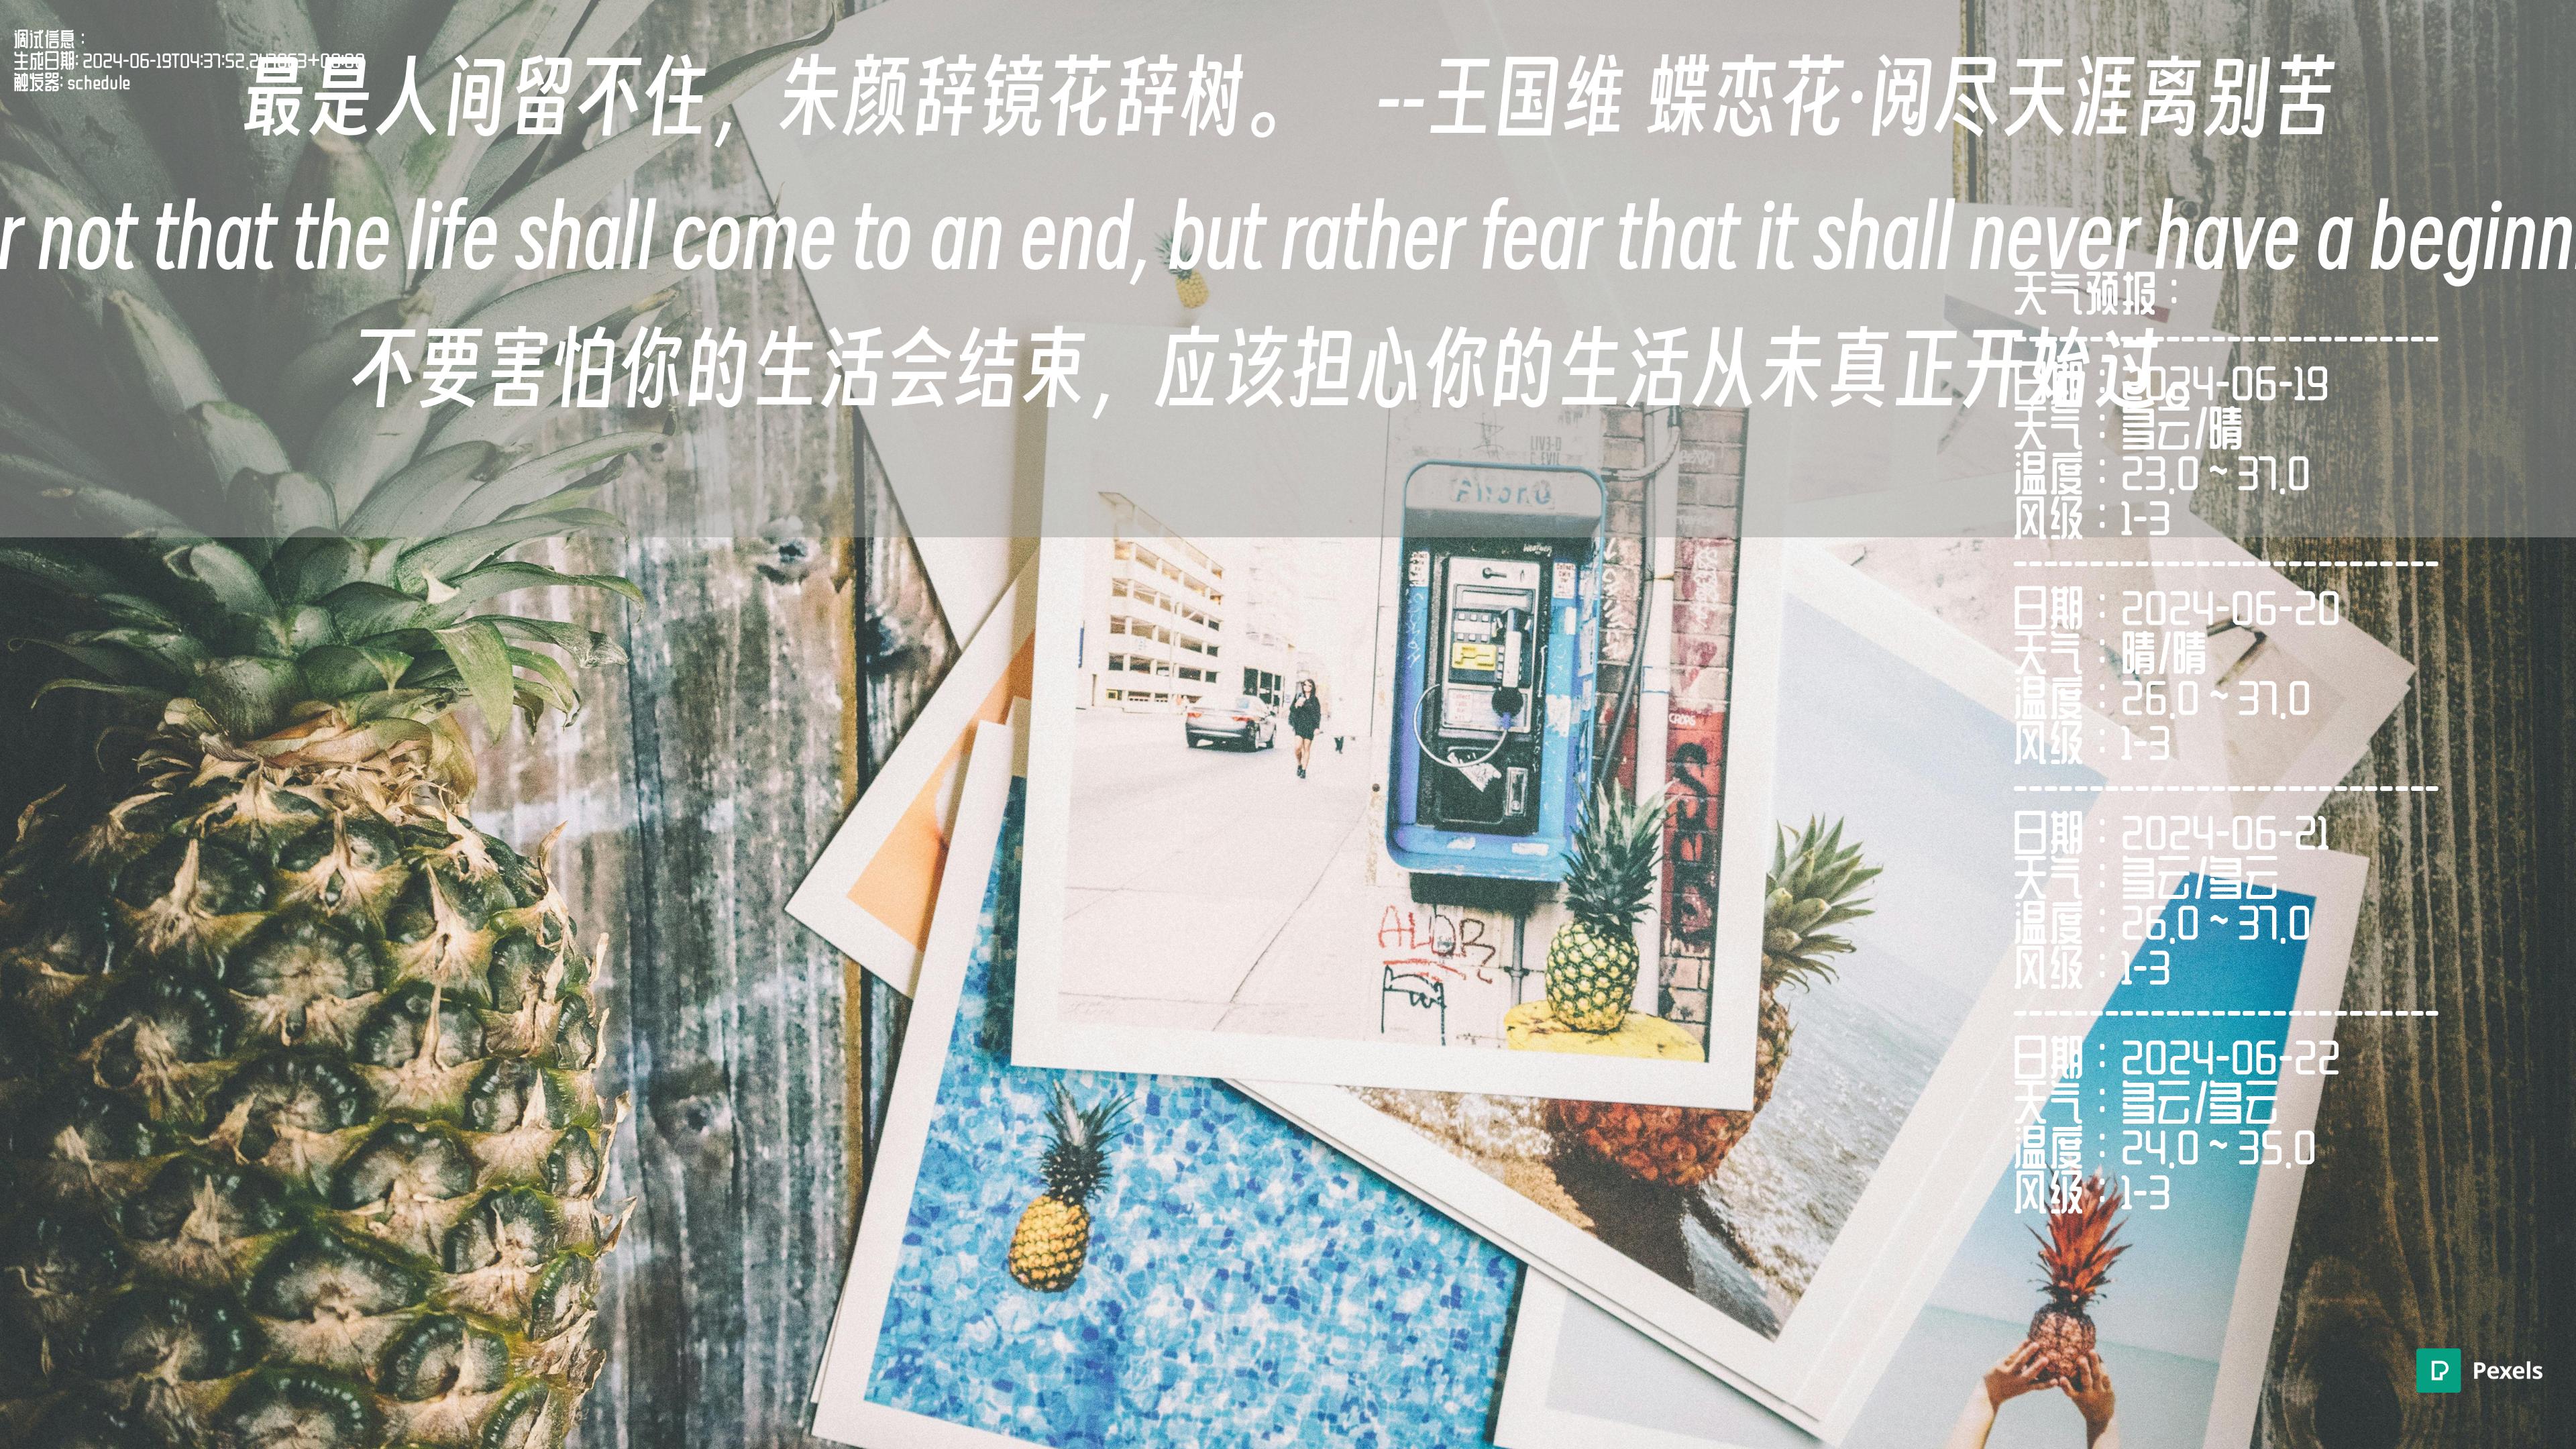 调试信息：
生成日期: 2024-06-19T04:37:52
触发器: schedule
最是人间留不住，朱颜辞镜花辞树。 --王国维 蝶恋花·阅尽天涯离别苦
r not that the life shall come to an end, but rather fear that it shall never have a beginn
不要害怕你的生活会结束，应该担心你的生活从未真正开始过。
天气预报：
日期：2024-06-19
天气：多云/晴
温度：23.0 ~ 37.0
风级：1-3
日期：2024-06-20
天气：晴/晴
温度：26.0 ~ 37.0
风级：1-3
日期：2024-06-21
天气：多云/多云
温度：26.0 ~ 37.0
风级：1-3
日期：2024-06-22
天气：多云/多云
温度：24.0 ~ 35.0
风级：1-3
Phone
Pexels